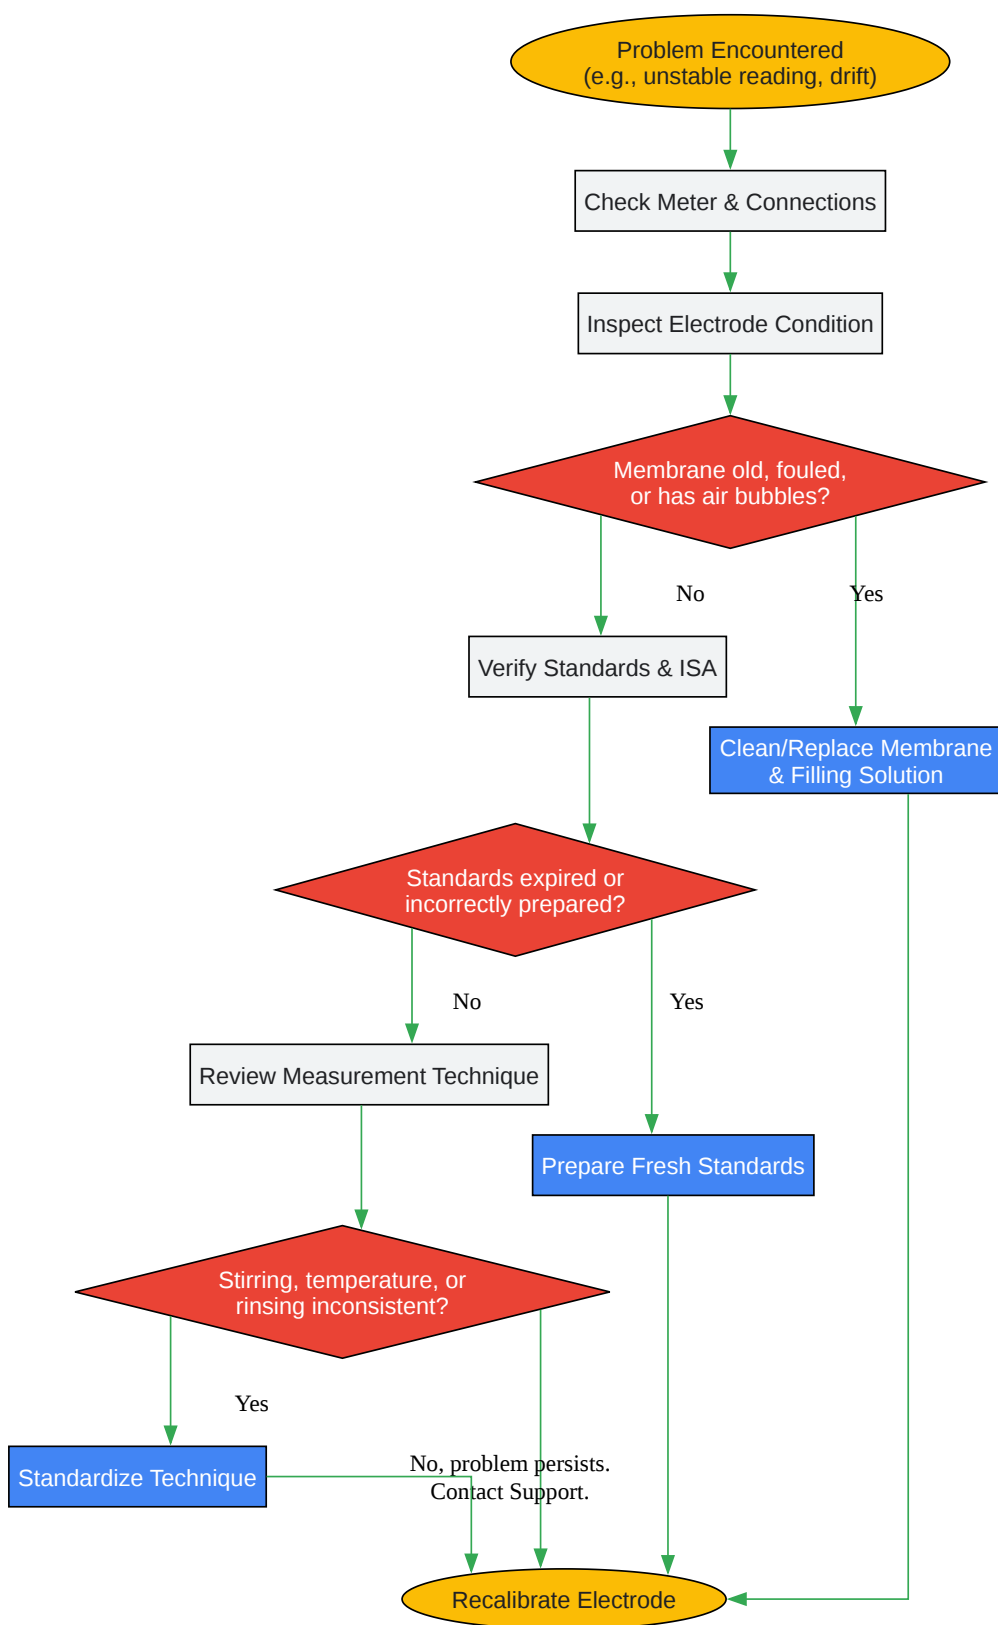 Problem Encountered
(e.g., unstable reading, drift)
Check Meter & Connections
Inspect Electrode Condition
Membrane old, fouled,
or has air bubbles?
No
Yes
Verify Standards & ISA
Clean/Replace Membrane
& Filling Solution
Standards expired or
incorrectly prepared?
No
Yes
Review Measurement Technique
Prepare Fresh Standards
Stirring, temperature, or
rinsing inconsistent?
Yes
No, problem persists.
Contact Support.
Standardize Technique
Recalibrate Electrode